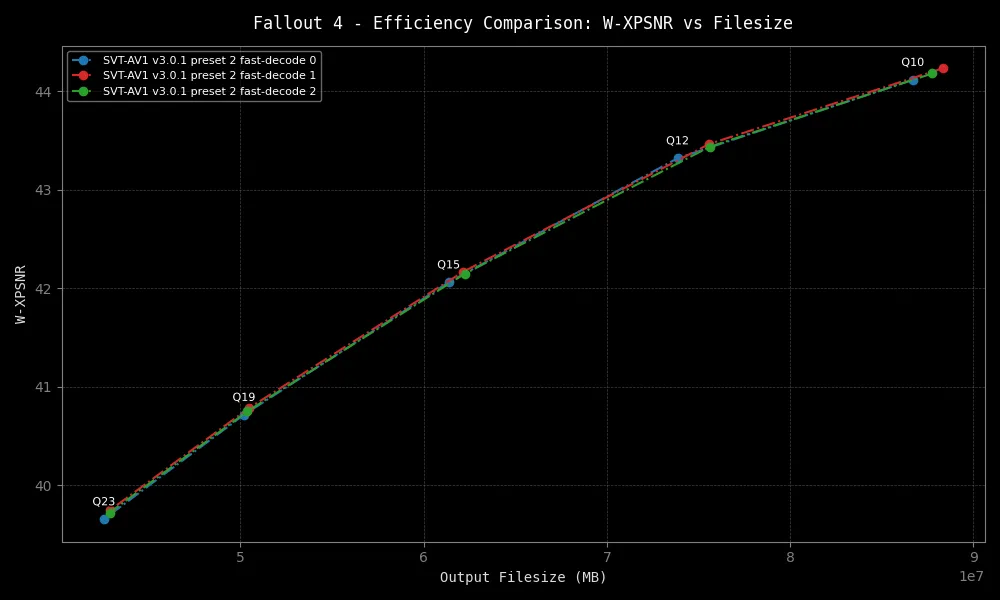 Fallout 4 - Efficiency Comparison: W-XPSNR vs Filesize
SVT-AV1 v3.0.1 preset 2 fast-decode 0
SVT-AV1 v3.0.1 preset 2 fast-decode 1
SVT-AV1 v3.0.1 preset 2 fast-decode 2
Q10
Q12
Q15
Q19
Q23
44
43
42
41
40
W-XPSNR
5 6 7 8 9
1e7
Output Filesize (MB)